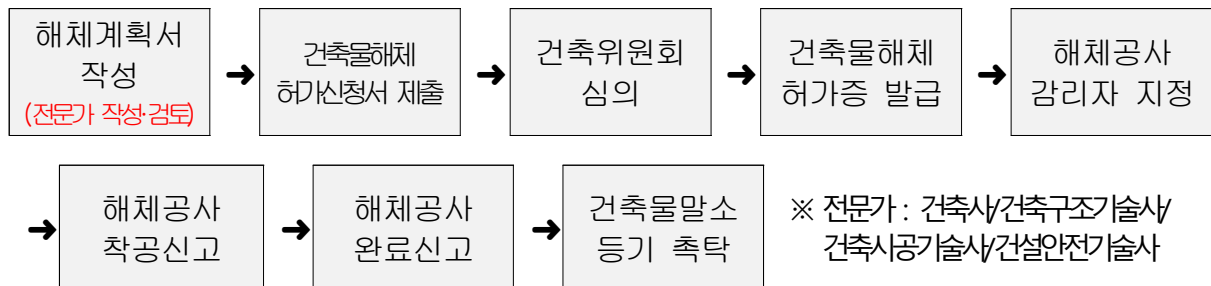 해체계획서
작성
(전문가 작성·검토)
➜
건축물해체
허가신청서 제출
➜
건축위원회
심의
➜
건축물해체
허가증 발급
➜
해체공사
감리자 지정
➜
해체공사
착공신고
➜
해체공사
완료신고
➜
건축물말소
등기 촉탁
※ 전문가 : 건축사/건축구조기술사/
건축시공기술사/건설안전기술사